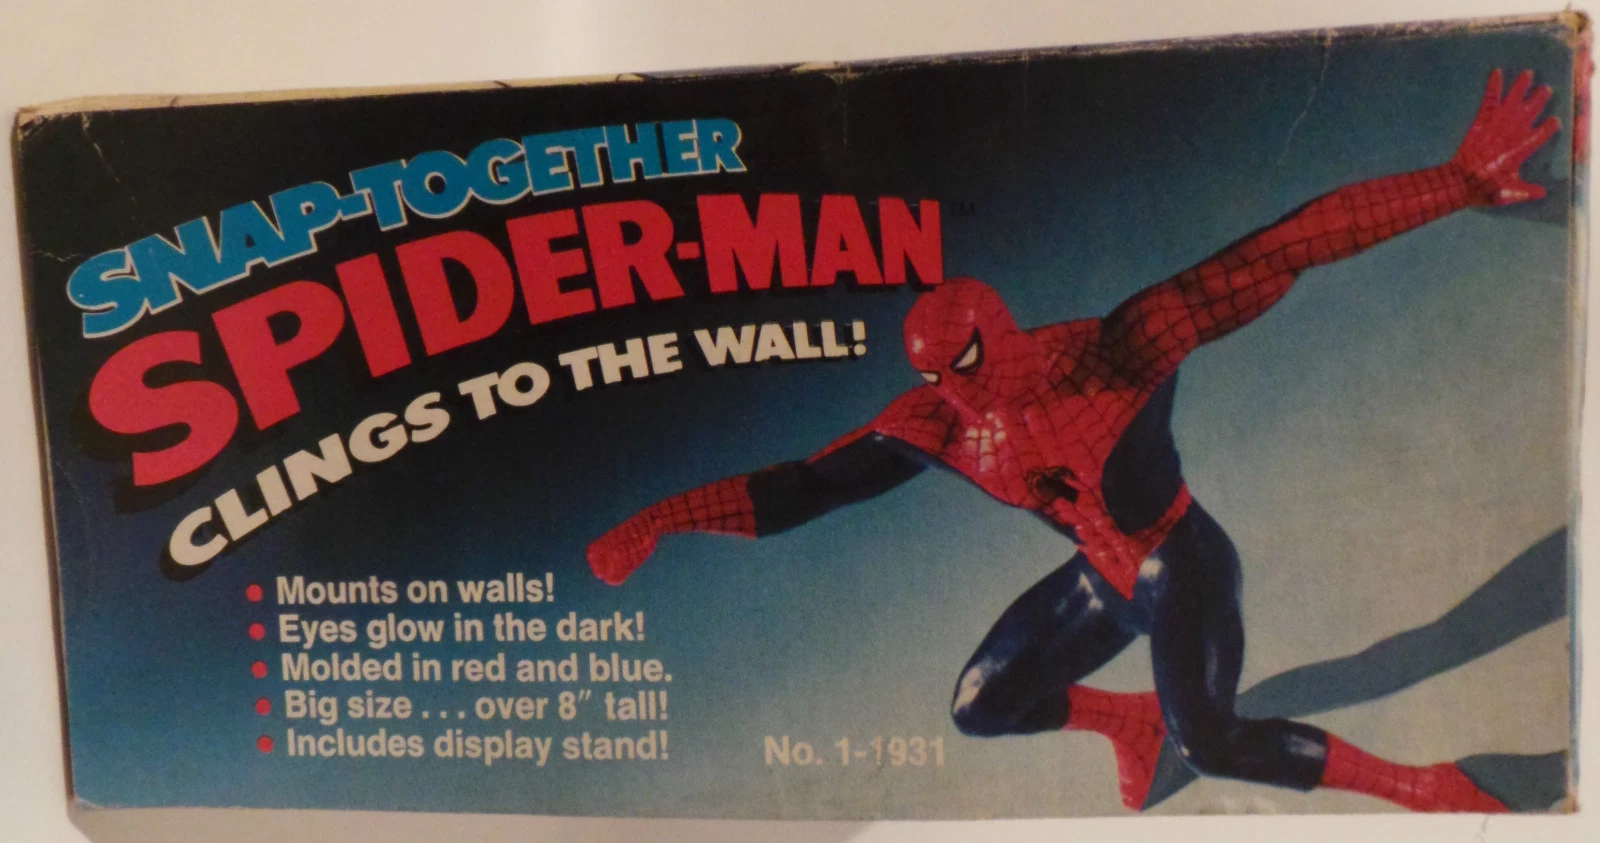 SNAP-TOGETHER
SPIDER-MAN™
CLINGS TO THE WALL!
• Mounts on walls!
• Eyes glow in the dark!
• Molded in red and blue.
• Big size . . . over 8″ tall!
• Includes display stand!
No. 1-1931